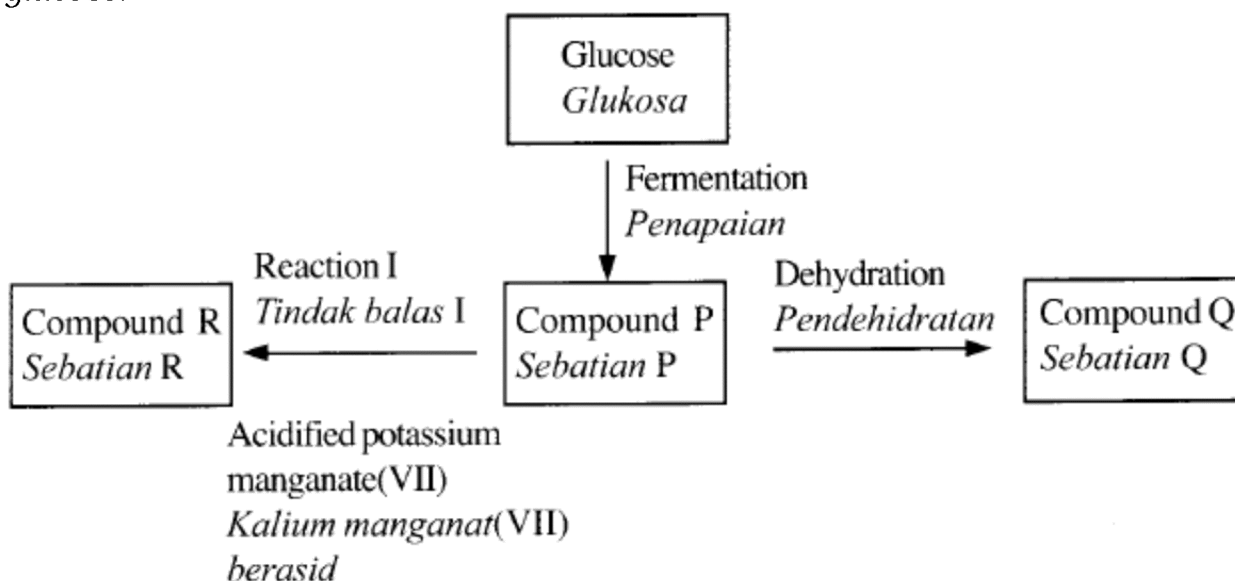 Glucose
Glukosa
Fermentation
Penapaian
Reaction I
Tindak balas I
Dehydration
Pendehidratan
Compound R
Sebatian R
Compound P
Sebatian P
Compound Q
Sebatian Q
Acidified potassium
manganate(VII)
Kalium manganat(VII)
berasid